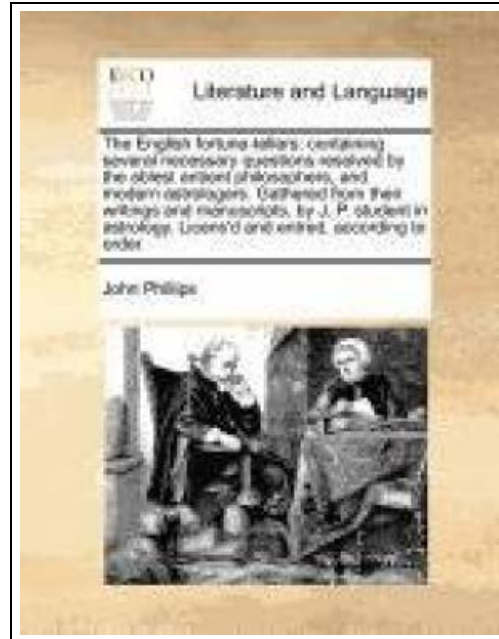 ECCO
Literature and Language
The English fortune-tellers: containing
several necessary questions resolved by
the ablest antient philosophers, and
modern astrologers. Gathered from their
writings and manuscripts, by J. P. student in
astrology. Licens'd and entred, according to
order.
John Phillips